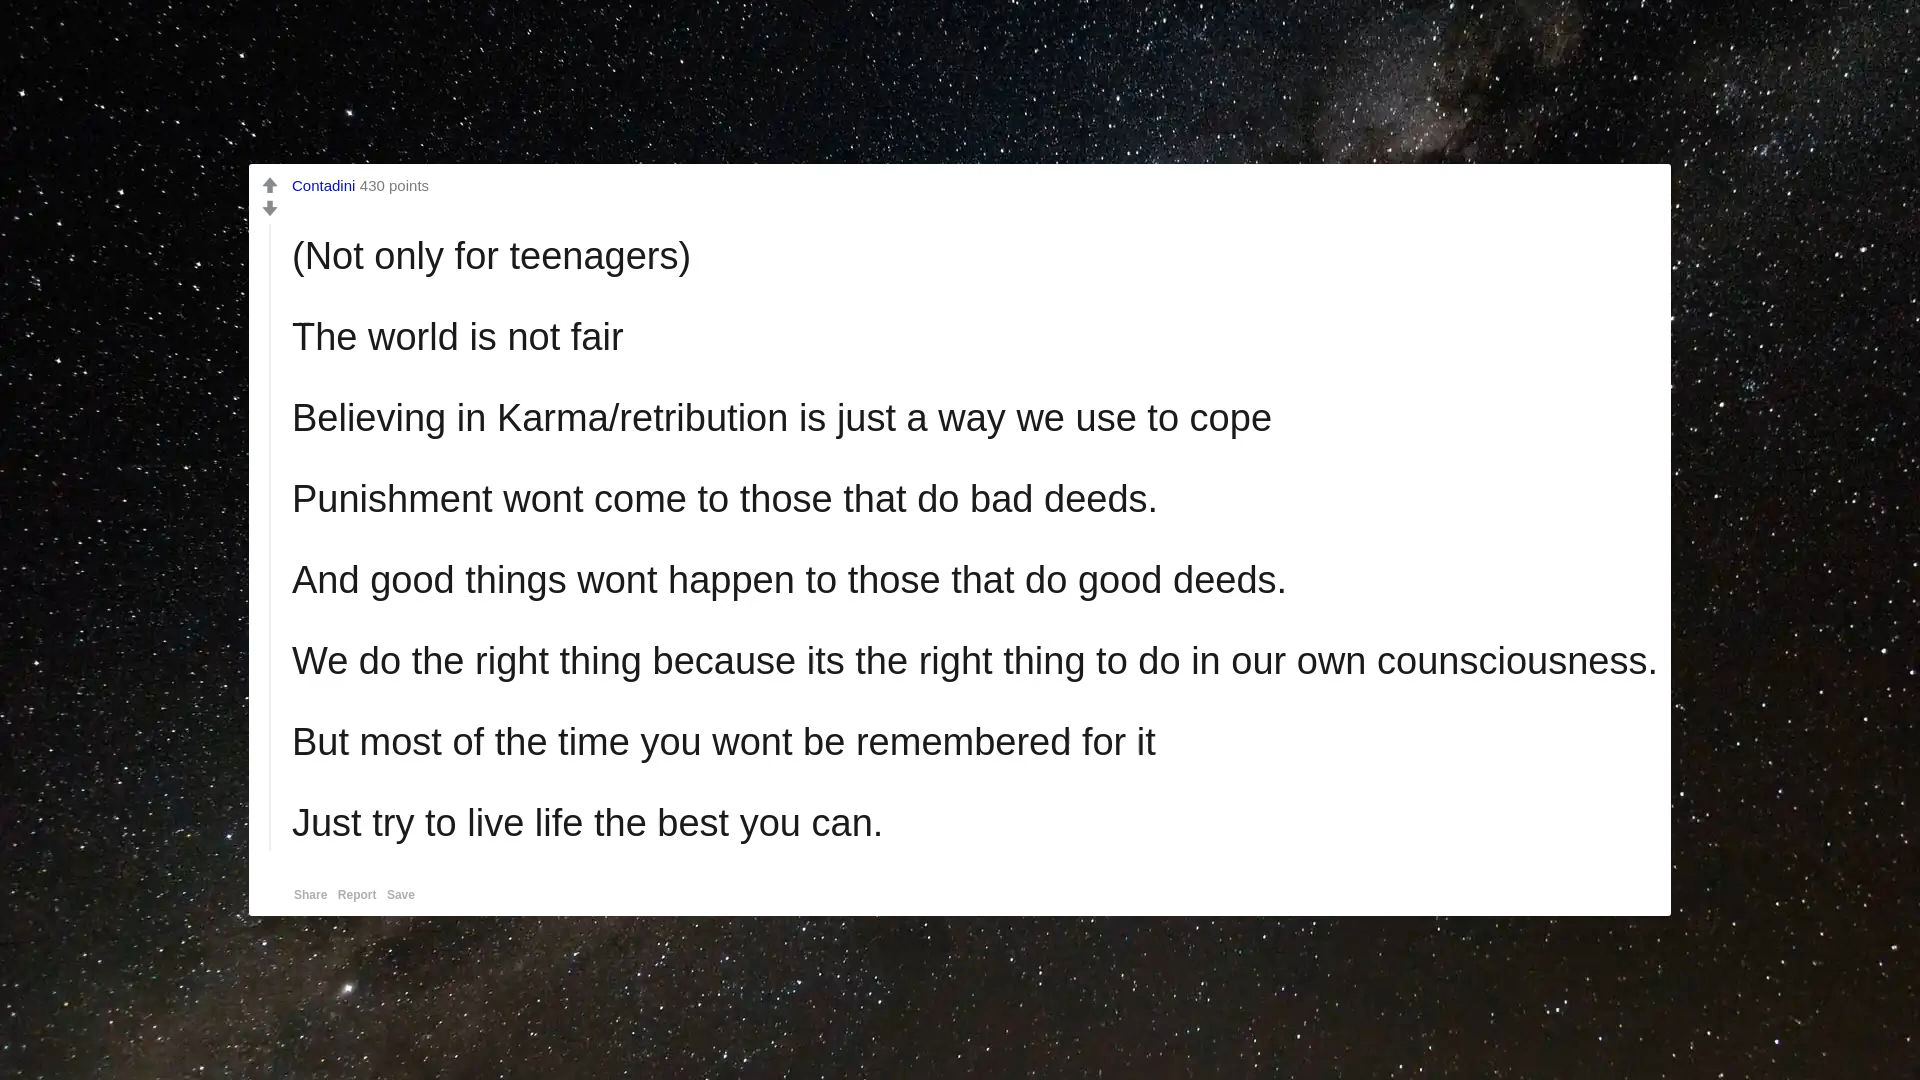 Contadini 430 points
(Not only for teenagers)
The world is not fair
Believing in Karma/retribution is just a way we use to cope
Punishment wont come to those that do bad deeds.
And good things wont happen to those that do good deeds.
We do the right thing because its the right thing to do in our own counsciousness.
But most of the time you wont be remembered for it
Just try to live life the best you can.
Share Report Save